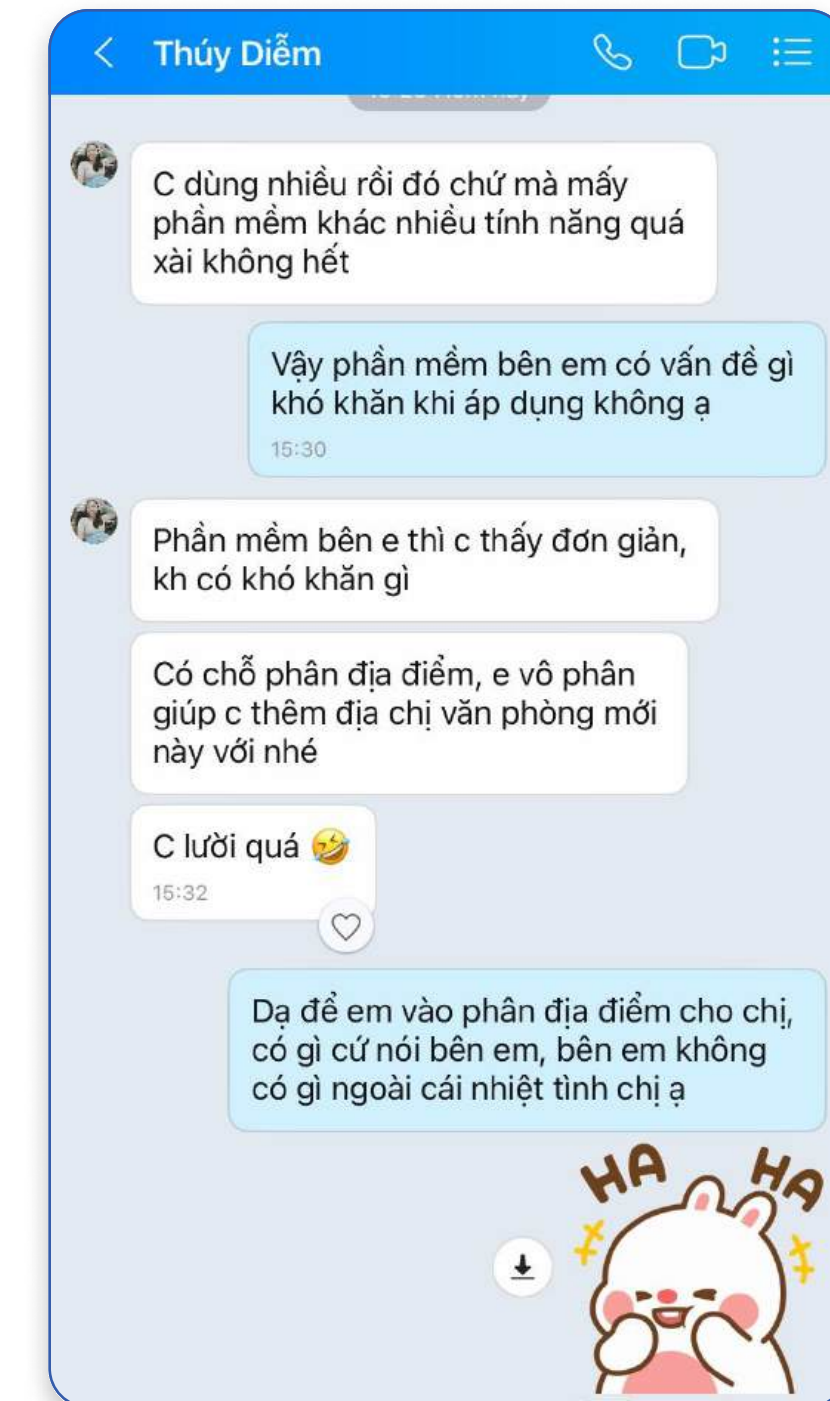 Thúy Diễm
C dùng nhiều rồi đó chứ mà mấy
phần mềm khác nhiều tính năng quá
xài không hết
Vậy phần mềm bên em có vấn đề gì
khó khăn khi áp dụng không ạ
15:30
Phần mềm bên e thì c thấy đơn giản,
kh có khó khăn gì
Có chỗ phân địa điểm, e vô phân
giúp c thêm địa chị văn phòng mới
này với nhé
C lười quá 🤣
15:32
Dạ để em vào phân địa điểm cho chị,
có gì cứ nói bên em, bên em không
có gì ngoài cái nhiệt tình chị ạ
HA HA